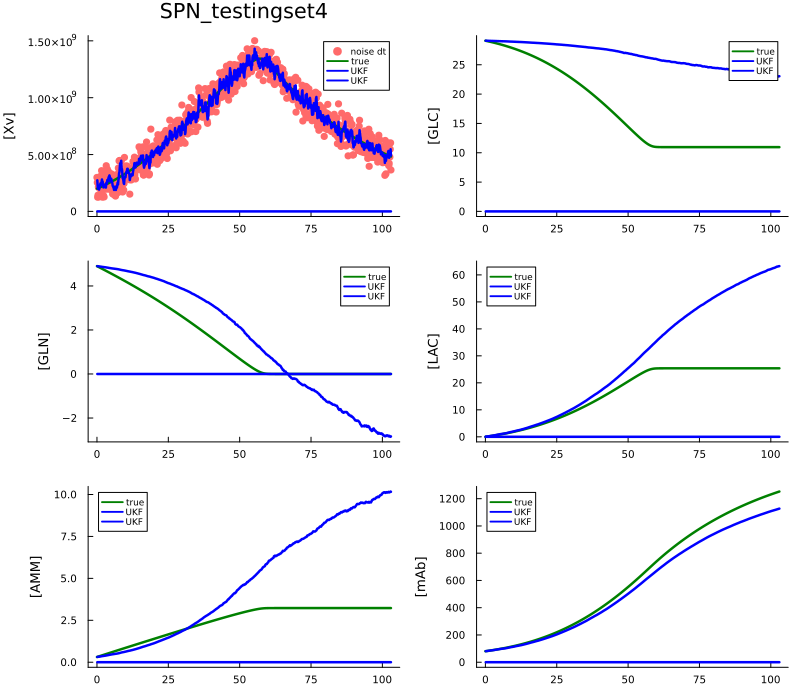 SPN_testingset4
[Xv]
1.50×10⁹
1.00×10⁹
5.00×10⁸
0
0 25 50 75 100
noise dt
true
UKF
UKF
[GLC]
25
20
15
10
5
0
0 25 50 75 100
true
UKF
UKF
[GLN]
4
2
0
−2
0 25 50 75 100
true
UKF
UKF
[LAC]
60
50
40
30
20
10
0
0 25 50 75 100
true
UKF
UKF
[AMM]
10.0
7.5
5.0
2.5
0.0
0 25 50 75 100
true
UKF
UKF
[mAb]
1200
1000
800
600
400
200
0
0 25 50 75 100
true
UKF
UKF